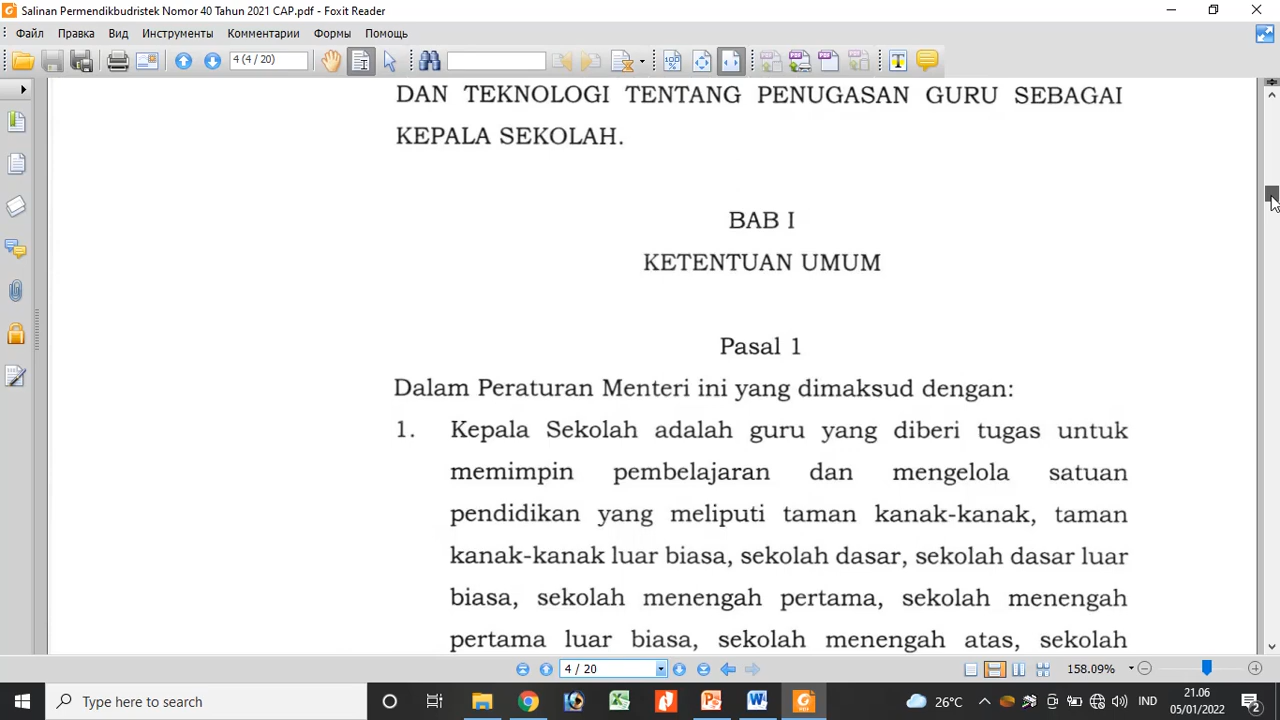 Salinan Permendikbudristek Nomor 40 Tahun 2021 CAP.pdf - Foxit Reader
Файл Правка Вид Инструменты Комментарии Формы Помощь
4 (4 / 20)
DAN TEKNOLOGI TENTANG PENUGASAN GURU SEBAGAI
KEPALA SEKOLAH.
BAB I
KETENTUAN UMUM
Pasal 1
Dalam Peraturan Menteri ini yang dimaksud dengan:
1. Kepala Sekolah adalah guru yang diberi tugas untuk
memimpin pembelajaran dan mengelola satuan
pendidikan yang meliputi taman kanak-kanak, taman
kanak-kanak luar biasa, sekolah dasar, sekolah dasar luar
biasa, sekolah menengah pertama, sekolah menengah
pertama luar biasa, sekolah menengah atas, sekolah
4 / 20
158.09%
Type here to search
26°C
IND
21.06
05/01/2022
2